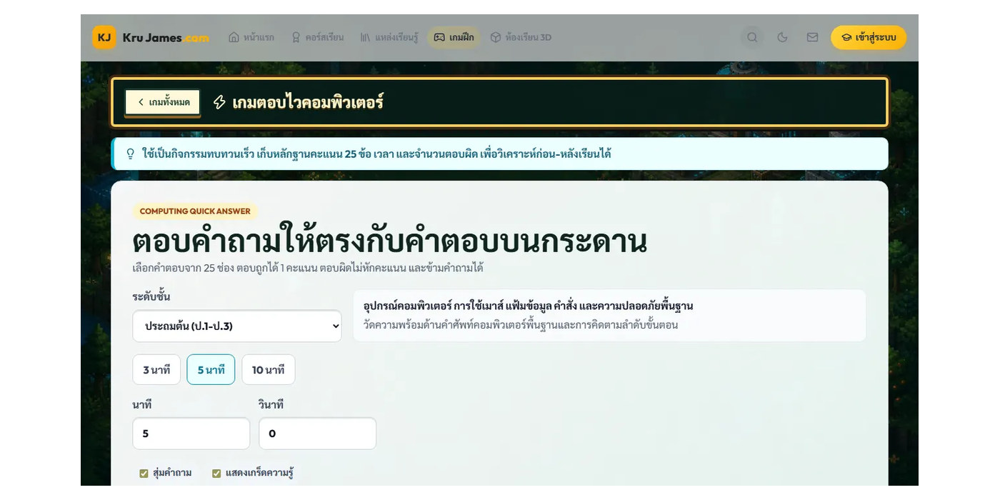 KJ Kru James.com หน้าแรก คอร์สเรียน แหล่งเรียนรู้ เกมฝึก ห้องเรียน 3D เข้าสู่ระบบ
เกมทั้งหมด เกมตอบไวคอมพิวเตอร์
ใช้เป็นกิจกรรมทบทวนเร็ว เก็บหลักฐานคะแนน 25 ข้อ เวลา และจำนวนตอบผิด เพื่อวิเคราะห์ก่อน-หลังเรียนได้
COMPUTING QUICK ANSWER
ตอบคำถามให้ตรงกับคำตอบบนกระดาน
เลือกคำตอบจาก 25 ช่อง ตอบถูกได้ 1 คะแนน ตอบผิดไม่หักคะแนน และข้ามคำถามได้
ระดับชั้น
ประถมต้น (ป.1-ป.3)
อุปกรณ์คอมพิวเตอร์ การใช้เมาส์ แฟ้มข้อมูล คำสั่ง และความปลอดภัยพื้นฐาน
วัดความพร้อมด้านคำศัพท์คอมพิวเตอร์พื้นฐานและการคิดตามลำดับขั้นตอน
3 นาที 5 นาที 10 นาที
นาที วินาที
5 0
สุ่มคำถาม แสดงเกร็ดความรู้